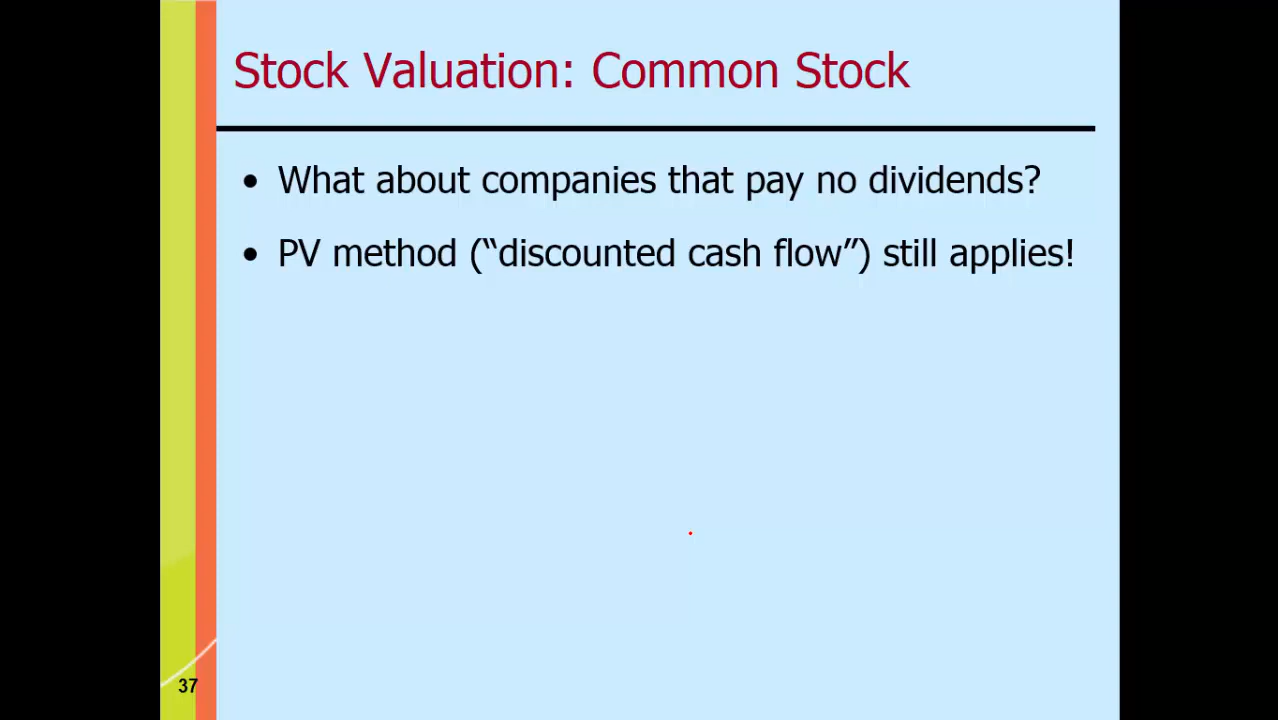 Stock Valuation: Common Stock
• What about companies that pay no dividends?
• PV method (“discounted cash flow”) still applies!
37